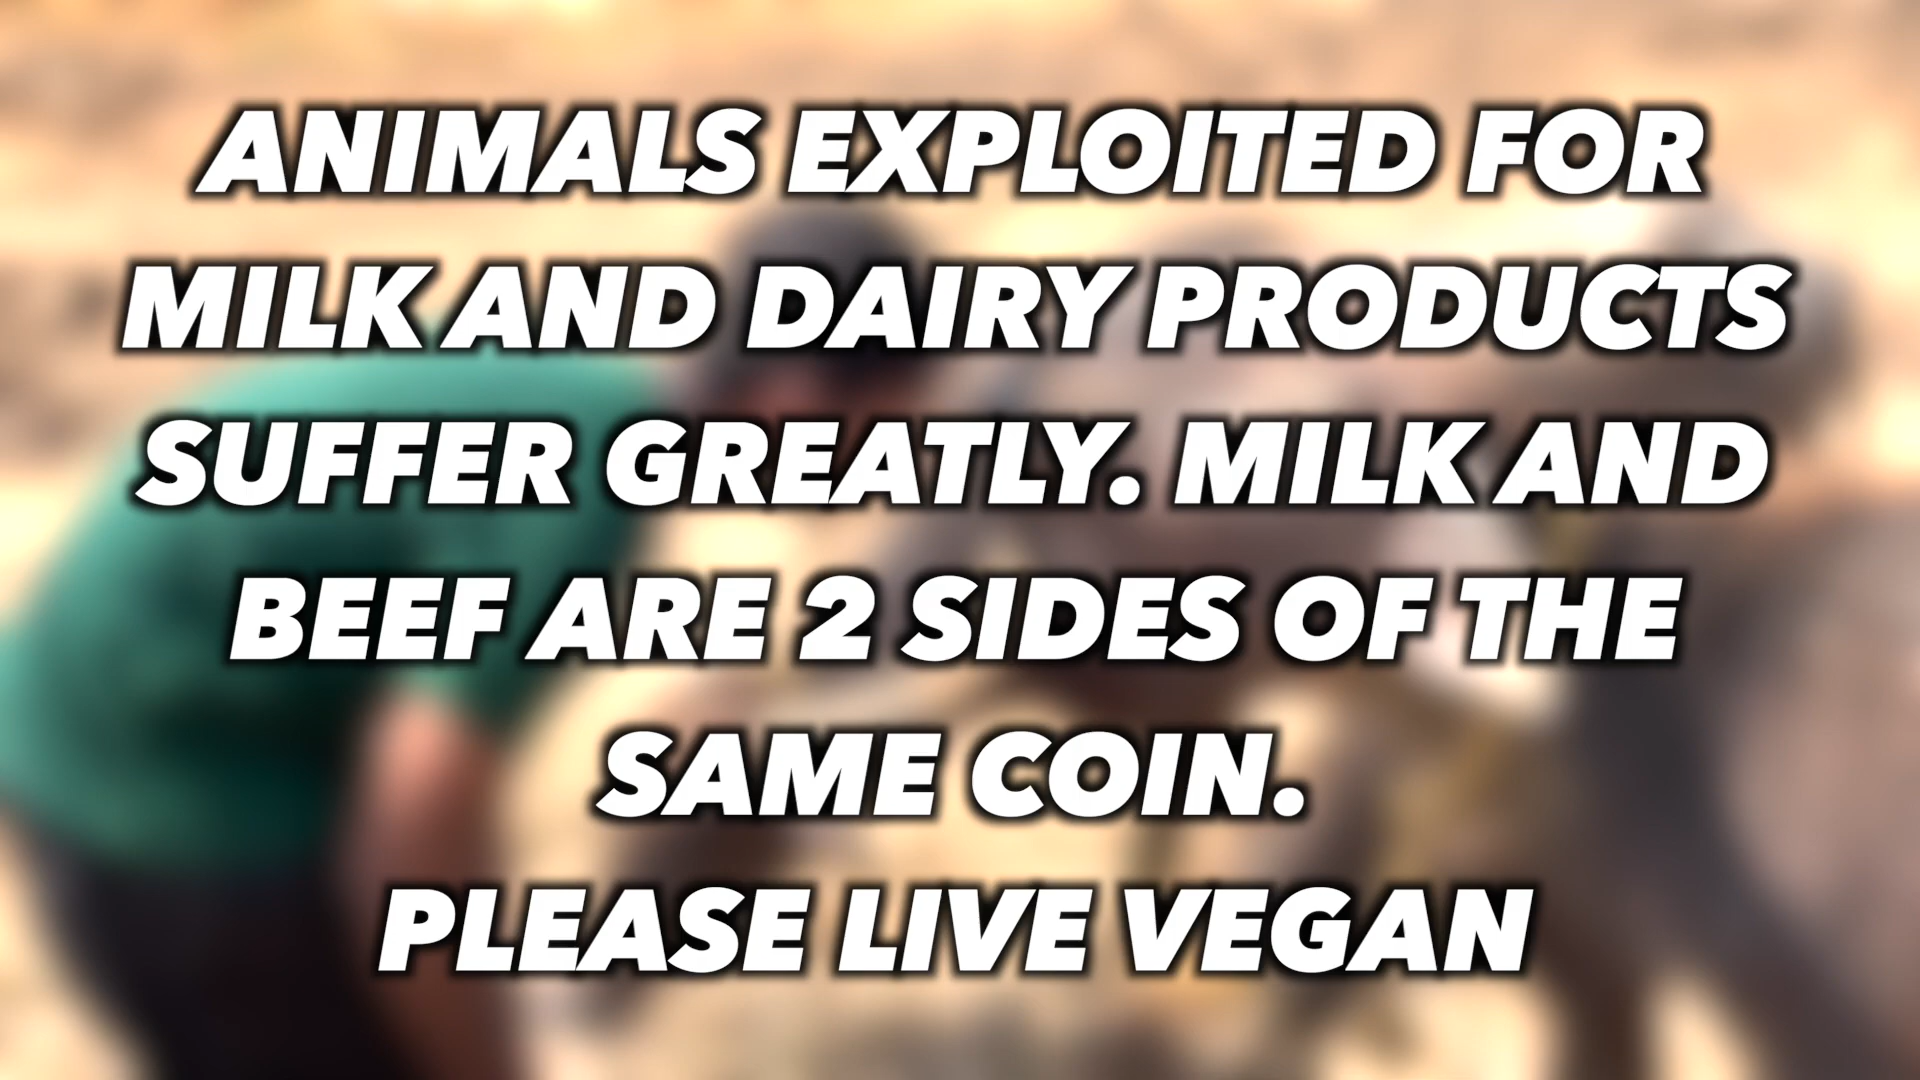 ANIMALS EXPLOITED FOR
MILK AND DAIRY PRODUCTS
SUFFER GREATLY. MILK AND
BEEF ARE 2 SIDES OF THE
SAME COIN.
PLEASE LIVE VEGAN